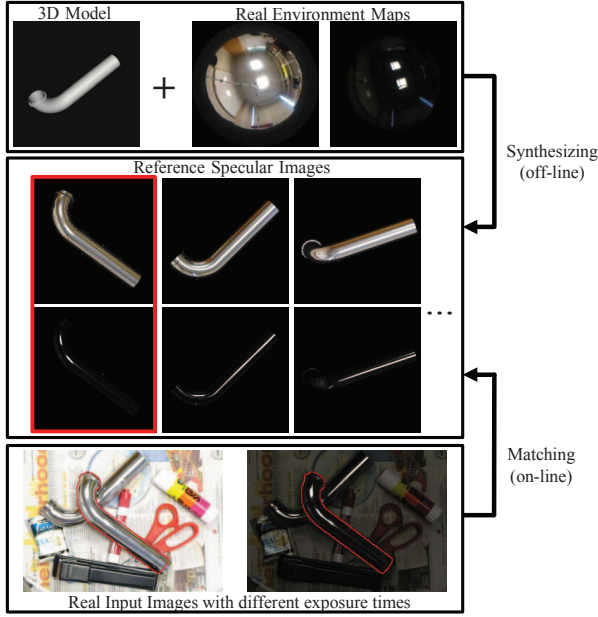 3D Model
Real Environment Maps
+
Synthesizing
(off-line)
Reference Specular Images
...
Matching
(on-line)
Real Input Images with different exposure times